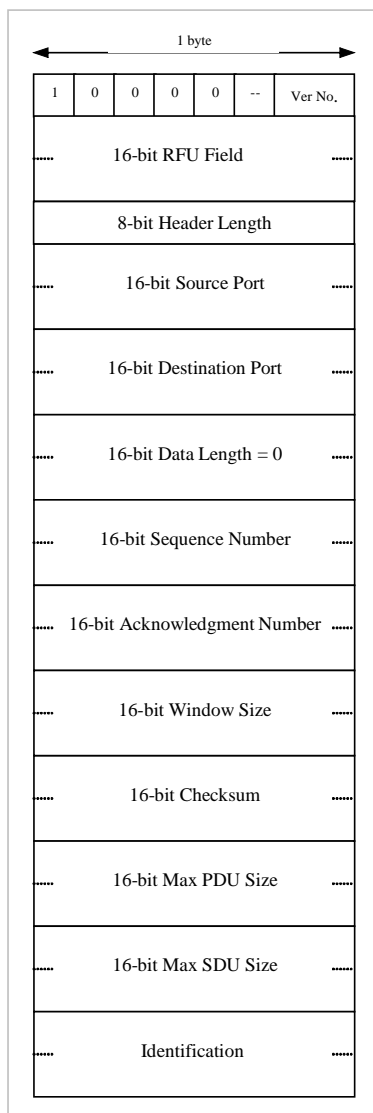 1 byte
1 0 0 0 0 -- Ver No.
16-bit RFU Field
8-bit Header Length
16-bit Source Port
16-bit Destination Port
16-bit Data Length = 0
16-bit Sequence Number
16-bit Acknowledgment Number
16-bit Window Size
16-bit Checksum
16-bit Max PDU Size
16-bit Max SDU Size
Identification